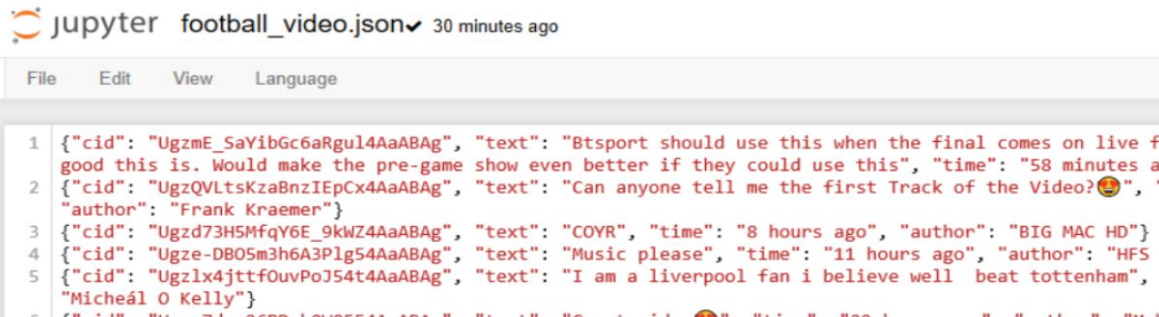 jupyter football_video.json✔ 30 minutes ago
File Edit View Language
1 {"cid": "UgzmE_SaYibGc6aRgul4AaABAg", "text": "Btsport should use this when the final comes on live f
good this is. Would make the pre-game show even better if they could use this", "time": "58 minutes a
2 {"cid": "UgzQVLtsKzaBnzIEpCx4AaABAg", "text": "Can anyone tell me the first Track of the Video?🤩", "
"author": "Frank Kraemer"}
3 {"cid": "Ugzd73H5MfqY6E_9kWZ4AaABAg", "text": "COYR", "time": "8 hours ago", "author": "BIG MAC HD"}
4 {"cid": "Ugze-DBO5m3h6A3Plg54AaABAg", "text": "Music please", "time": "11 hours ago", "author": "HFS
5 {"cid": "Ugzlx4jttfOuvPoJ54t4AaABAg", "text": "I am a liverpool fan i believe well  beat tottenham",
"Micheál O Kelly"}